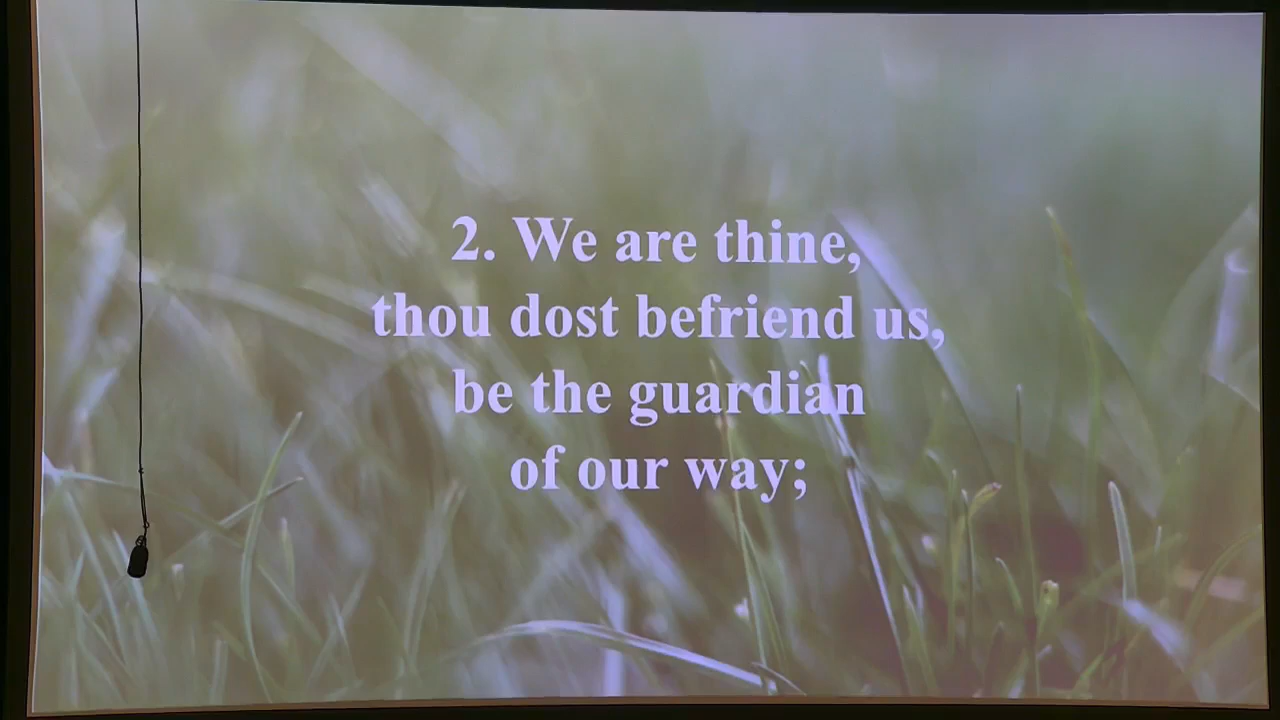 2. We are thine,
thou dost befriend us,
be the guardian
of our way;